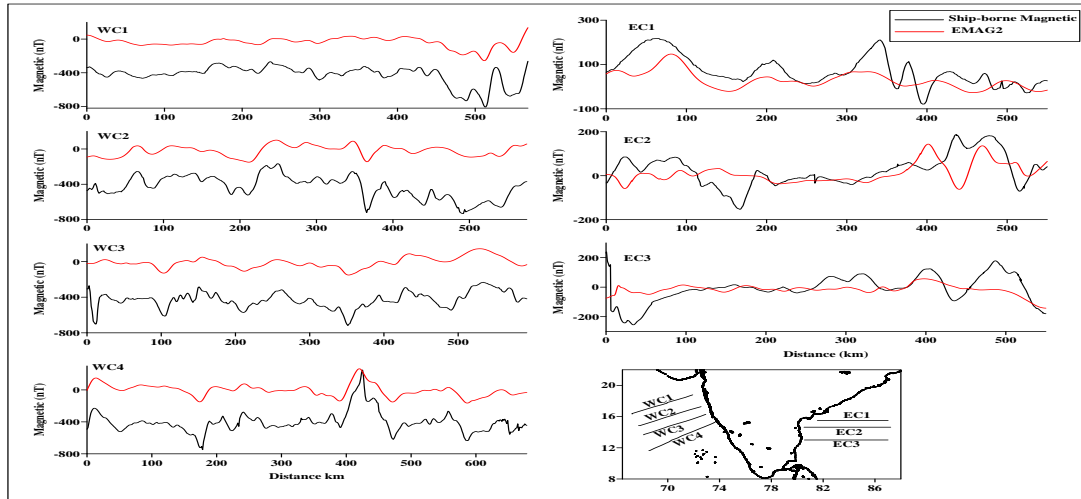 WC1
Magnetic (nT)
0
-400
-800
0 100 200 300 400 500
WC2
Magnetic (nT)
0
-400
-800
0 100 200 300 400 500
WC3
Magnetic (nT)
0
-400
-800
0 100 200 300 400 500
WC4
Magnetic (nT)
0
-400
-800
0 100 200 300 400 500 600
Distance km
Ship-borne Magnetic
EMAG2
EC1
Magnetic (nT)
300
100
-100
0 100 200 300 400 500
EC2
Magnetic (nT)
200
0
-200
0 100 200 300 400 500
EC3
Magnetic (nT)
200
0
-200
0 100 200 300 400 500
Distance (km)
22
20
16
12
8
70 74 78 82 86
WC1
WC2
WC3
WC4
EC1
EC2
EC3